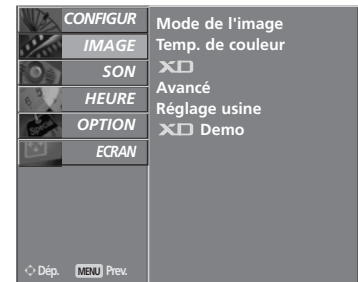 CONFIGUR
IMAGE
SON
HEURE
OPTION
ECRAN
Dép. MENU Prev.
Mode de l'image
Temp. de couleur
XD
Avancé
Réglage usine
XD Demo